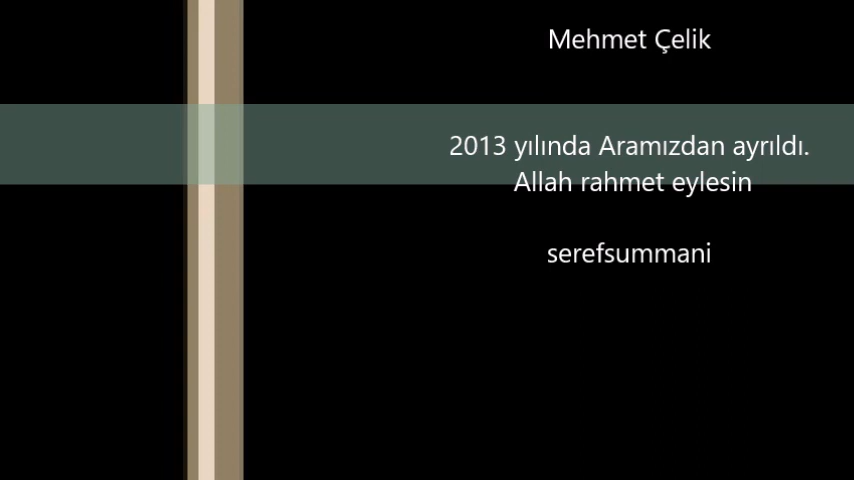 Mehmet Çelik
2013 yılında Aramızdan ayrıldı.
Allah rahmet eylesin
serefsummani